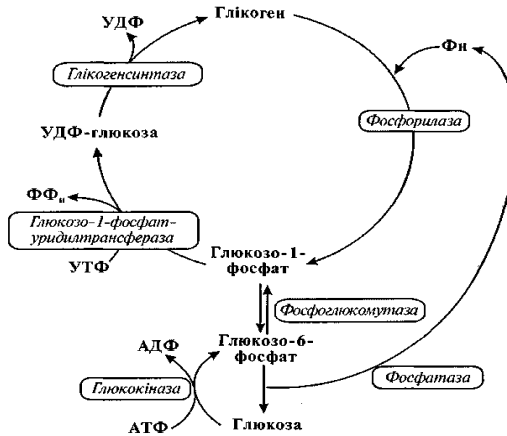 УДФ
Глікоген
Фн
Глікогенсинтаза
Фосфорилаза
УДФ-глюкоза
ФФн
Глюкозо-1-фосфат-
уридилтрансфераза
УТФ
Глюкозо-1-
фосфат
Фосфоглюкомутаза
Глюкозо-6-
фосфат
АДФ
Глюкокіназа
Фосфатаза
АТФ
Глюкоза